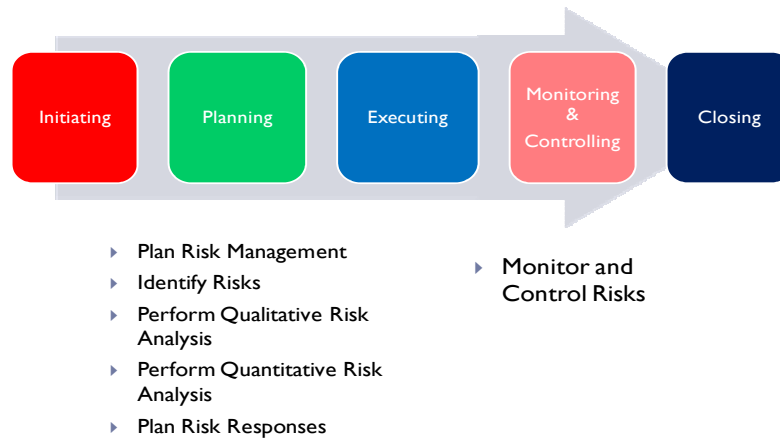 Initiating
Planning
Executing
Monitoring
&
Controlling
Closing
Plan Risk Management
Identify Risks
Perform Qualitative Risk
Analysis
Perform Quantitative Risk
Analysis
Plan Risk Responses
Monitor and
Control Risks